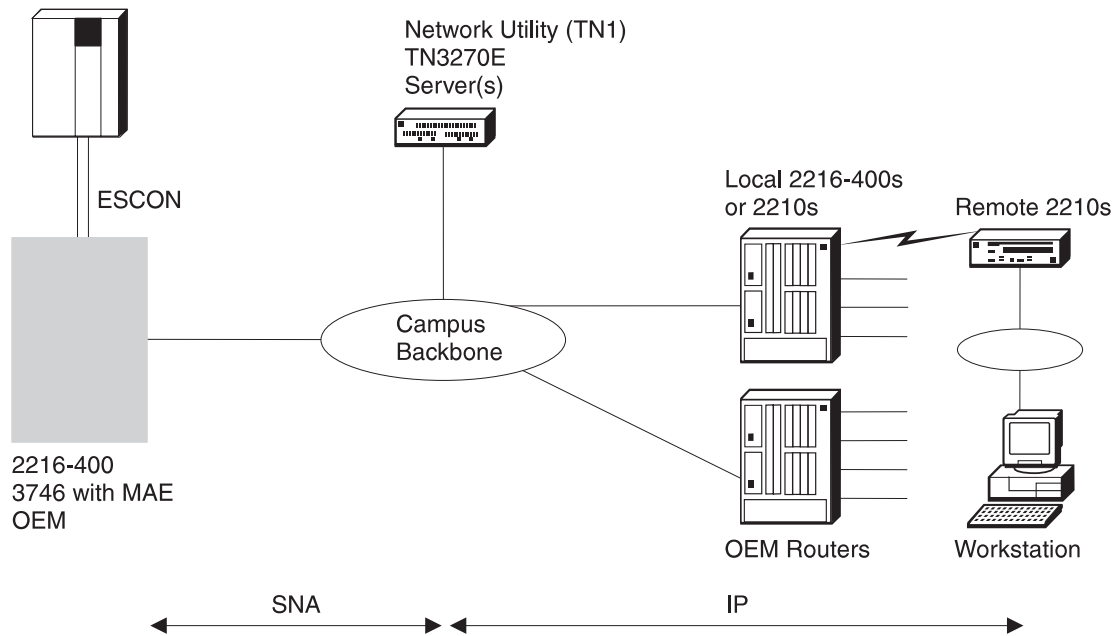 Network Utility (TN1)
TN3270E
Server(s)
ESCON
Local 2216-400s
or 2210s
Remote 2210s
Campus
Backbone
2216-400
3746 with MAE
OEM
OEM Routers
Workstation
SNA
IP